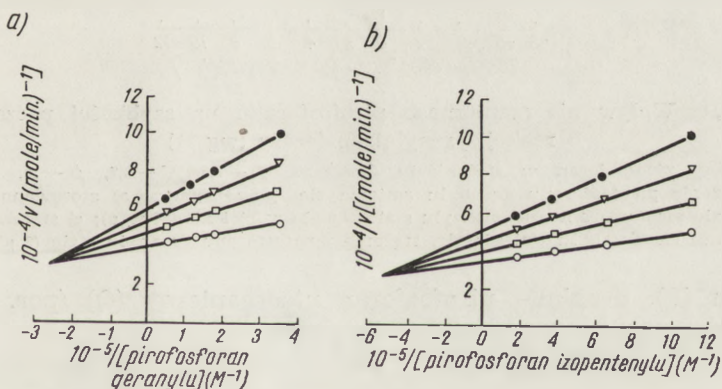 a)
10⁻⁴/v[(mole/min.)⁻¹]
10
8
6
4
2
-3 -2 -1 0 1 2 3 4
10⁻⁵/[pirofosforan
geranylu](M⁻¹)
b)
10⁻⁴/v[(mole/min.)⁻¹]
10
8
6
4
2
-6 -4 -2 0 2 4 6 8 10 12
10⁻⁵/[pirofosforan izopentenylu](M⁻¹)